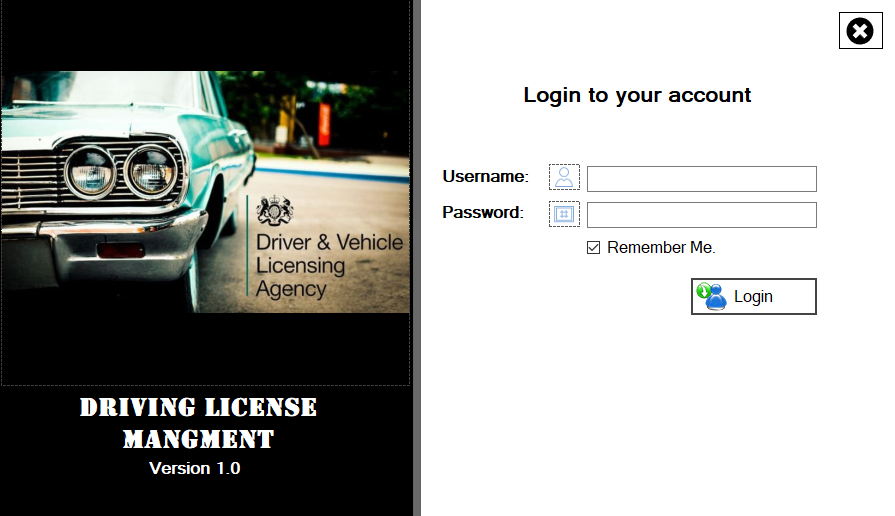 Driver & Vehicle
Licensing
Agency
DRIVING LICENSE
MANGMENT
Version 1.0
Login to your account
Username:
Password:
Remember Me.
Login